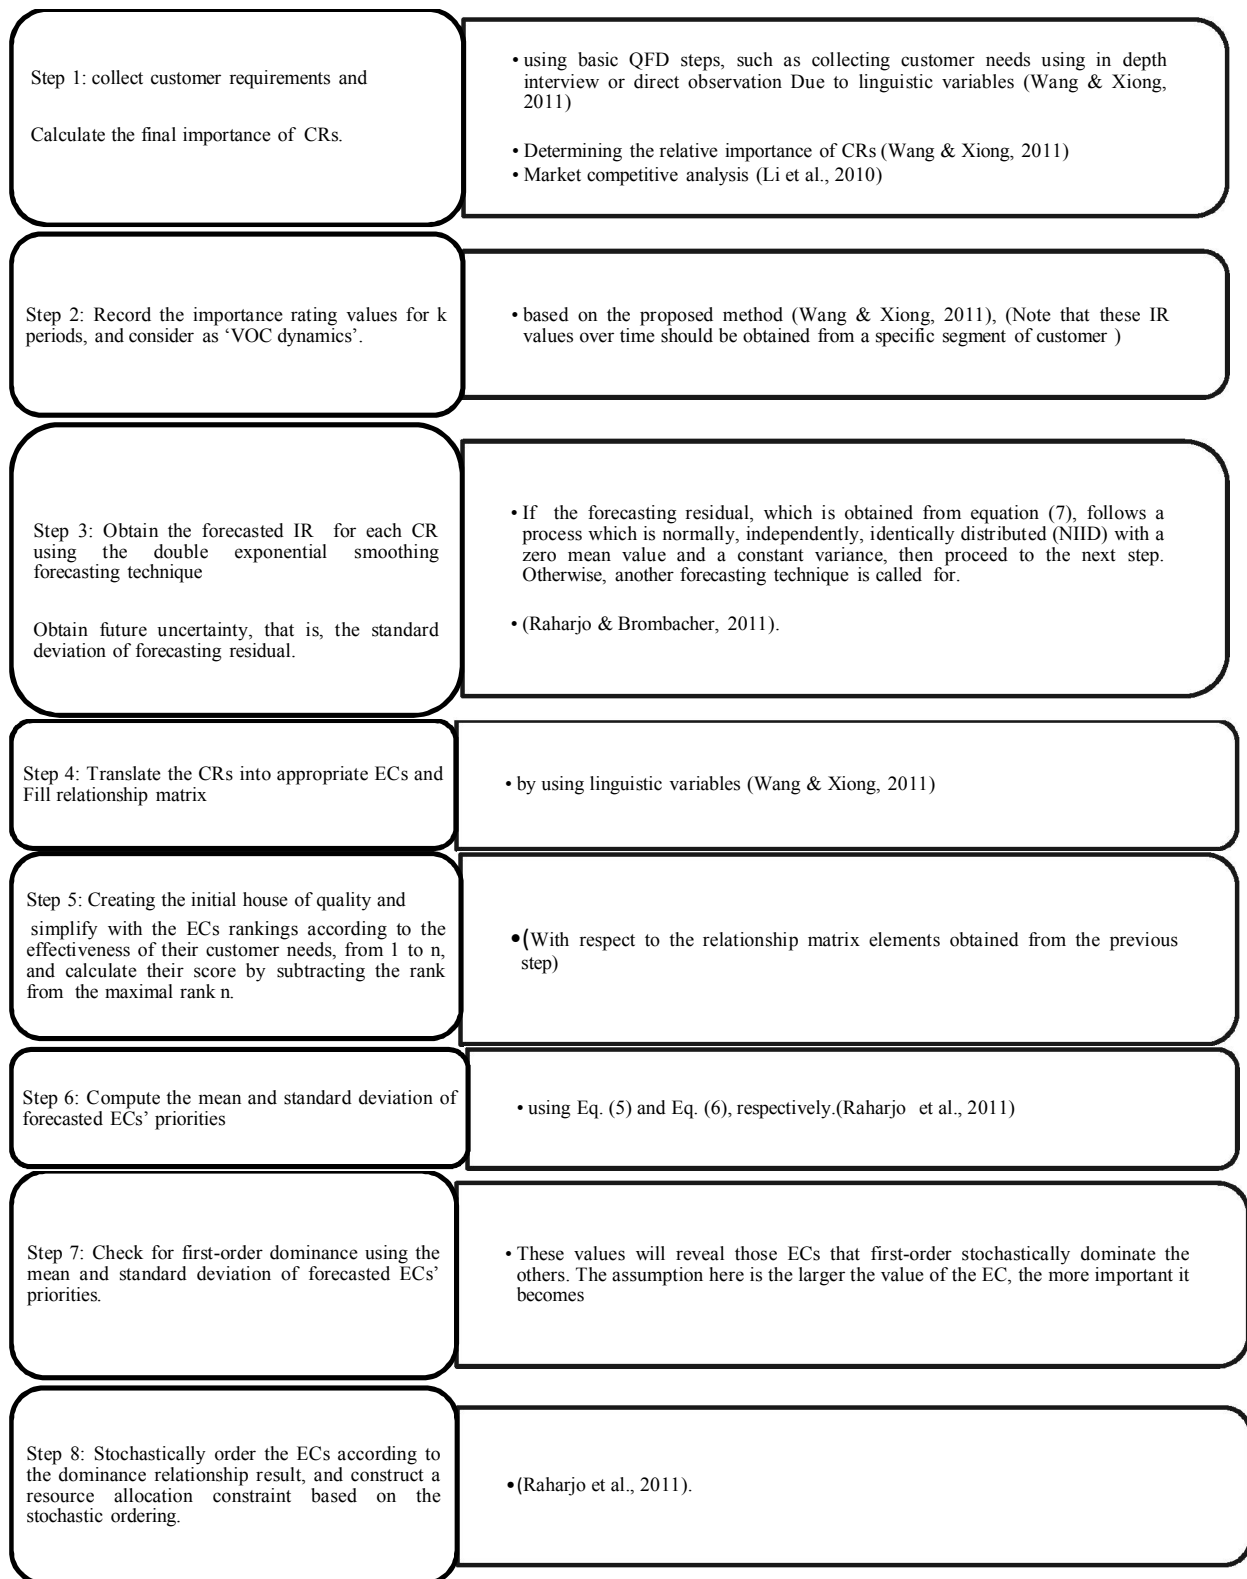 Step 1: collect customer requirements and
Calculate the final importance of CRs.
• using basic QFD steps, such as collecting customer needs using in depth
interview or direct observation Due to linguistic variables (Wang & Xiong,
2011)
• Determining the relative importance of CRs (Wang & Xiong, 2011)
• Market competitive analysis (Li et al., 2010)
Step 2: Record the importance rating values for k
periods, and consider as ‘VOC dynamics’.
• based on the proposed method (Wang & Xiong, 2011), (Note that these IR
values over time should be obtained from a specific segment of customer )
Step 3: Obtain the forecasted IR for each CR
using the double exponential smoothing
forecasting technique
Obtain future uncertainty, that is, the standard
deviation of forecasting residual.
• If the forecasting residual, which is obtained from equation (7), follows a
process which is normally, independently, identically distributed (NIID) with a
zero mean value and a constant variance, then proceed to the next step.
Otherwise, another forecasting technique is called for.
• (Raharjo & Brombacher, 2011).
Step 4: Translate the CRs into appropriate ECs and
Fill relationship matrix
• by using linguistic variables (Wang & Xiong, 2011)
Step 5: Creating the initial house of quality and
simplify with the ECs rankings according to the
effectiveness of their customer needs, from 1 to n,
and calculate their score by subtracting the rank
from the maximal rank n.
•(With respect to the relationship matrix elements obtained from the previous
step)
Step 6: Compute the mean and standard deviation of
forecasted ECs’ priorities
• using Eq. (5) and Eq. (6), respectively.(Raharjo et al., 2011)
Step 7: Check for first-order dominance using the
mean and standard deviation of forecasted ECs’
priorities.
• These values will reveal those ECs that first-order stochastically dominate the
others. The assumption here is the larger the value of the EC, the more important it
becomes
Step 8: Stochastically order the ECs according to
the dominance relationship result, and construct a
resource allocation constraint based on the
stochastic ordering.
•(Raharjo et al., 2011).